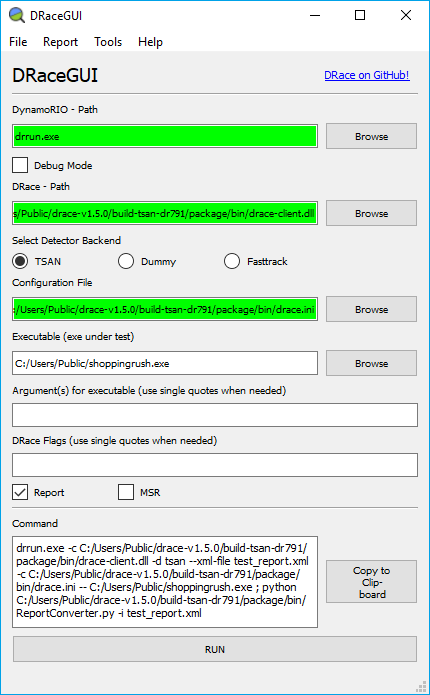 DRaceGUI
File Report Tools Help
DRaceGUI DRace on GitHub!
DynamoRIO - Path
drrun.exe Browse
Debug Mode
DRace - Path
s/Public/drace-v1.5.0/build-tsan-dr791/package/bin/drace-client.dll Browse
Select Detector Backend
TSAN Dummy Fasttrack
Configuration File
:/Users/Public/drace-v1.5.0/build-tsan-dr791/package/bin/drace.ini Browse
Executable (exe under test)
C:/Users/Public/shoppingrush.exe Browse
Argument(s) for executable (use single quotes when needed)
DRace Flags (use single quotes when needed)
Report MSR
Command
drrun.exe -c C:/Users/Public/drace-v1.5.0/build-tsan-dr791/
package/bin/drace-client.dll -d tsan --xml-file test_report.xml
-c C:/Users/Public/drace-v1.5.0/build-tsan-dr791/package/
bin/drace.ini -- C:/Users/Public/shoppingrush.exe ; python
C:/Users/Public/drace-v1.5.0/build-tsan-dr791/package/bin/
ReportConverter.py -i test_report.xml
Copy to
Clip-
board
RUN